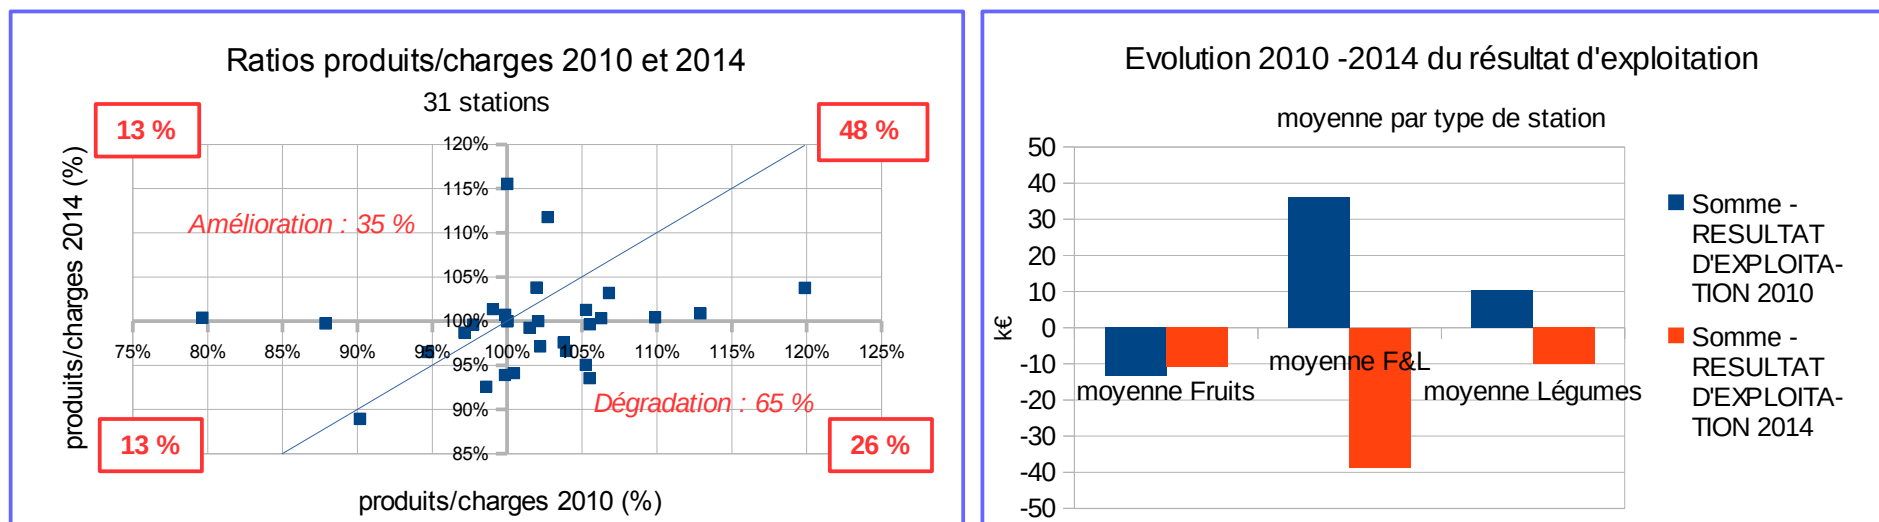 Ratios produits/charges 2010 et 2014
31 stations
13 %
48 %
120%
115%
110%
105%
100%
95%
90%
85%
75%
80%
85%
90%
95%
100%
105%
110%
115%
120%
125%
Amélioration : 35 %
Dégradation : 65 %
13 %
26 %
produits/charges 2014 (%)
produits/charges 2010 (%)
Evolution 2010 -2014 du résultat d'exploitation
moyenne par type de station
50
40
30
20
10
0
-10
-20
-30
-40
-50
k€
moyenne Fruits
moyenne F&L
moyenne Légumes
Somme -
RESULTAT
D'EXPLOITA-
TION 2010
Somme -
RESULTAT
D'EXPLOITA-
TION 2014